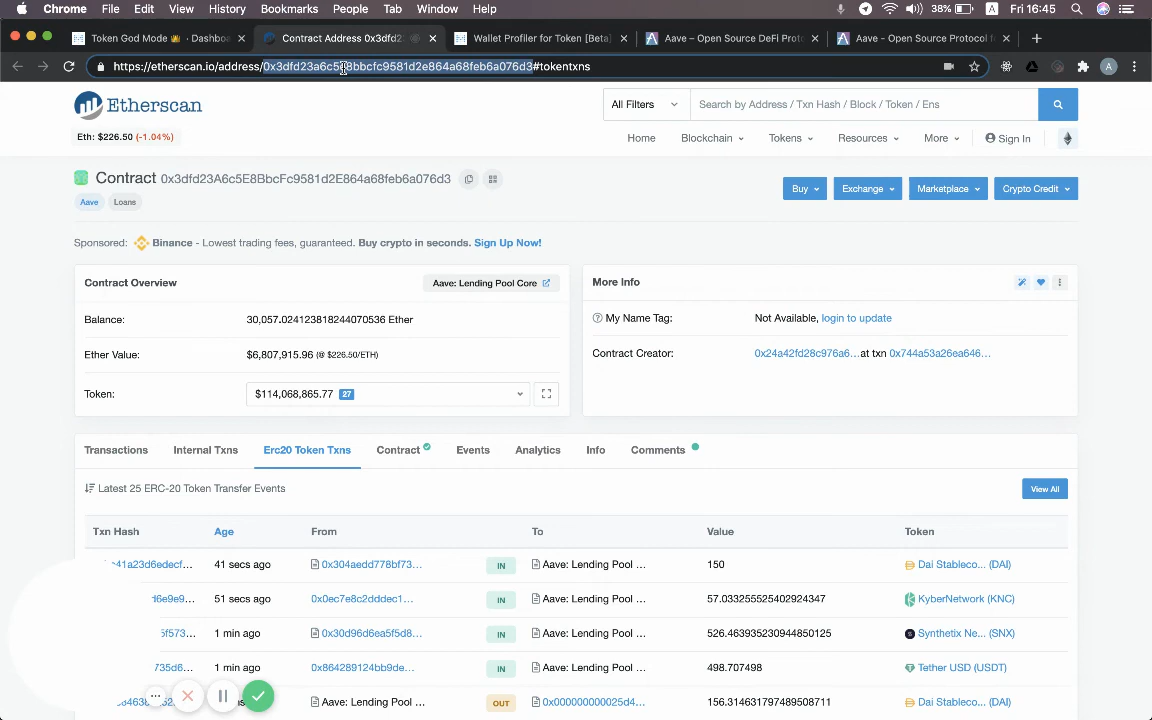 Chrome File Edit View History Bookmarks People Tab Window Help 38% A Fri 16:45
Token God Mode 👑 - Dashbo Contract Address 0x3dfd2 Wallet Profiler for Token [Beta] Aave – Open Source DeFi Prot Aave - Open Source Protocol f
https://etherscan.io/address/0x3dfd23a6c5e8bbcfc9581d2e864a68feb6a076d3#tokentxns A
Etherscan All Filters Search by Address / Txn Hash / Block / Token / Ens
Eth: $226.50 (-1.04%) Home Blockchain Tokens Resources More Sign In
Contract 0x3dfd23A6c5E8BbcFc9581d2E864a68feb6a076d3 Buy Exchange Marketplace Crypto Credit
Aave Loans
Sponsored: Binance - Lowest trading fees, guaranteed. Buy crypto in seconds. Sign Up Now!
Contract Overview Aave: Lending Pool Core More Info
Balance: 30,057.024123818244070536 Ether My Name Tag: Not Available, login to update
Ether Value: $6,807,915.96 (@ $226.50/ETH) Contract Creator: 0x24a42fd28c976a6... at txn 0x744a53a26ea646...
Token: $114,068,865.77 27
Transactions Internal Txns Erc20 Token Txns Contract Events Analytics Info Comments
Latest 25 ERC-20 Token Transfer Events View All
Txn Hash Age From To Value Token
41a23d6edecf... 41 secs ago 0x304aedd778bf73... IN Aave: Lending Pool ... 150 Dai Stableco... (DAI)
d6e9e9... 51 secs ago 0x0ec7e8c2dddec1... IN Aave: Lending Pool ... 57.033255525402924347 KyberNetwork (KNC)
5f573... 1 min ago 0x30d96d6ea5f5d8... IN Aave: Lending Pool ... 526.463935230944850125 Synthetix Ne... (SNX)
735d6... 1 min ago 0x864289124bb9de... IN Aave: Lending Pool ... 498.707498 Tether USD (USDT)
Aave: Lending Pool ... OUT 0x000000000025d4... 156.314631797489508711 Dai Stableco... (DAI)